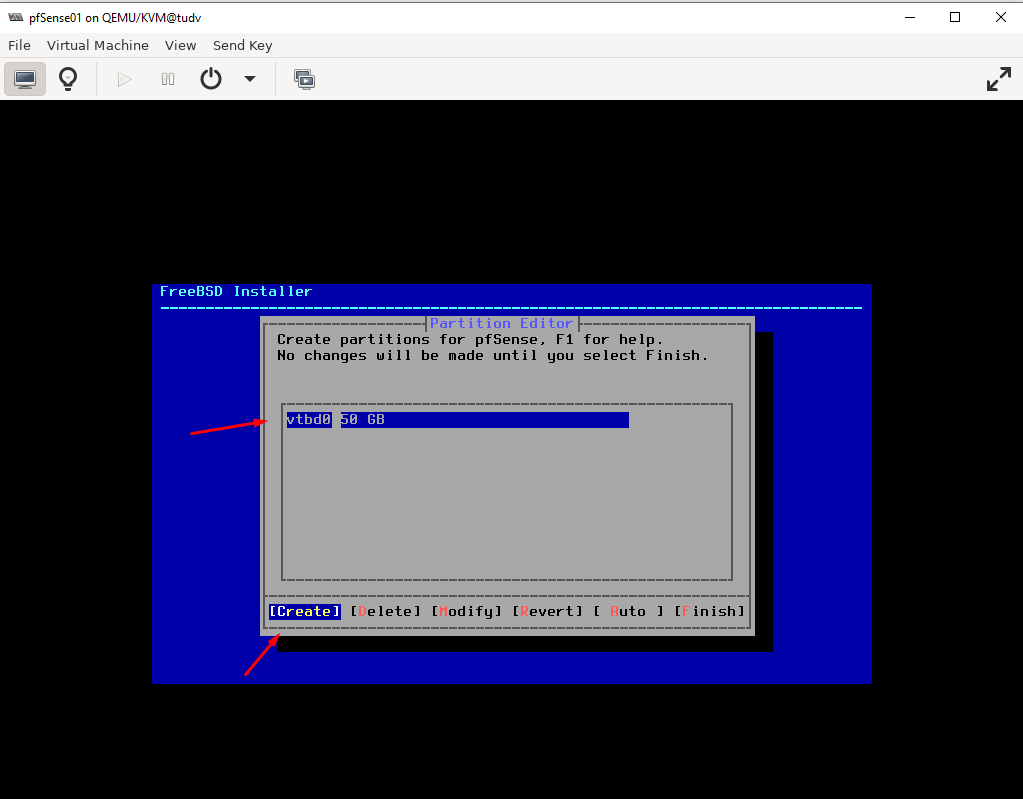 pfSense01 on QEMU/KVM@tudv
File Virtual Machine View Send Key
FreeBSD Installer
Partition Editor
Create partitions for pfSense, F1 for help.
No changes will be made until you select Finish.
vtbd0 50 GB
[Create] [Delete] [Modify] [Revert] [ Auto ] [Finish]